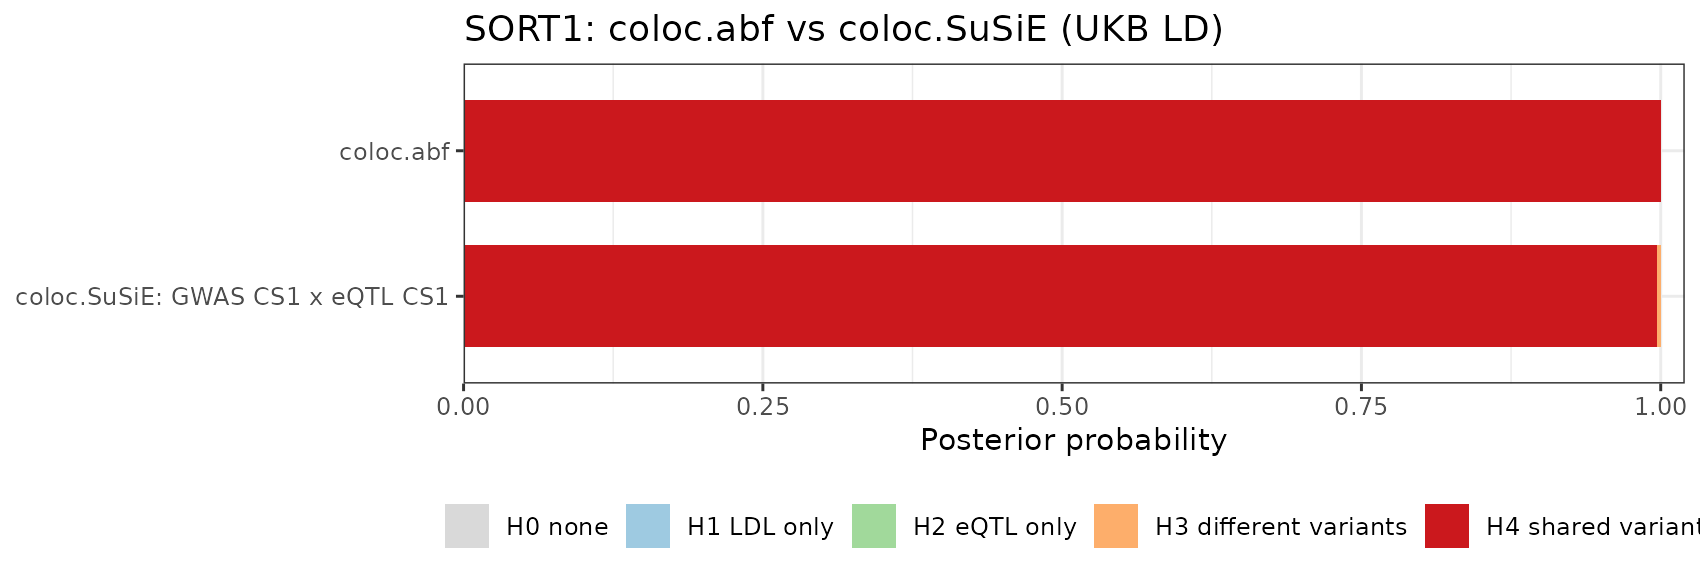 SORT1: coloc.abf vs coloc.SuSiE (UKB LD)
coloc.abf
coloc.SuSiE: GWAS CS1 x eQTL CS1
0.00 0.25 0.50 0.75 1.00
Posterior probability
H0 none H1 LDL only H2 eQTL only H3 different variants H4 shared variant